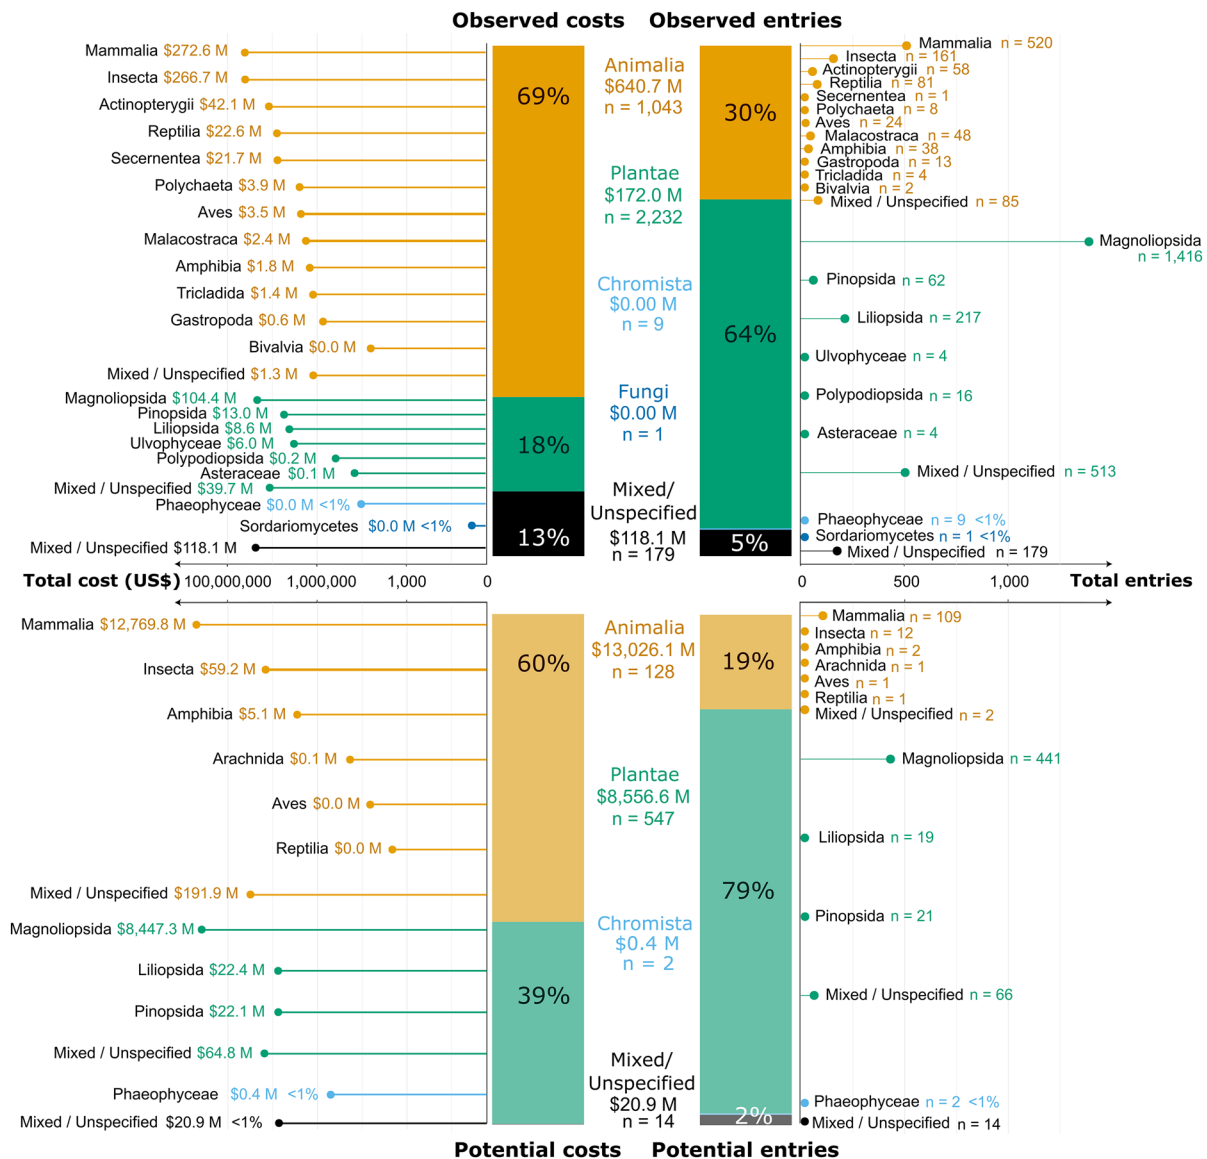 Observed costs
Observed entries
Mammalia $272.6 M
Insecta $266.7 M
Actinopterygii $42.1 M
Reptilia $22.6 M
Secernentea $21.7 M
Polychaeta $3.9 M
Aves $3.5 M
Malacostraca $2.4 M
Amphibia $1.8 M
Tricladida $1.4 M
Gastropoda $0.6 M
Bivalvia $0.0 M
Mixed / Unspecified $1.3 M
Magnoliopsida $104.4 M
Pinopsida $13.0 M
Liliopsida $8.6 M
Ulvophyceae $6.0 M
Polypodiopsida $0.2 M
Asteraceae $0.1 M
Mixed / Unspecified $39.7 M
Phaeophyceae $0.0 M <1%
Sordariomycetes $0.0 M <1%
Mixed / Unspecified $118.1 M
69%
18%
13%
Animalia
$640.7 M
n = 1,043
Plantae
$172.0 M
n = 2,232
Chromista
$0.00 M
n = 9
Fungi
$0.00 M
n = 1
Mixed/
Unspecified
$118.1 M
n = 179
30%
64%
5%
Mammalia n = 520
Insecta n = 161
Actinopterygii n = 58
Reptilia n = 81
Secernentea n = 1
Polychaeta n = 8
Aves n = 24
Malacostraca n = 48
Amphibia n = 38
Gastropoda n = 13
Tricladida n = 4
Bivalvia n = 2
Mixed / Unspecified n = 85
Magnoliopsida
n = 1,416
Pinopsida n = 62
Liliopsida n = 217
Ulvophyceae n = 4
Polypodiopsida n = 16
Asteraceae n = 4
Mixed / Unspecified n = 513
Phaeophyceae n = 9 <1%
Sordariomycetes n = 1 <1%
Mixed / Unspecified n = 179
Total cost (US$) 100,000,000 1,000,000 1,000 0
0 500 1,000 Total entries
Mammalia $12,769.8 M
Insecta $59.2 M
Amphibia $5.1 M
Arachnida $0.1 M
Aves $0.0 M
Reptilia $0.0 M
Mixed / Unspecified $191.9 M
Magnoliopsida $8,447.3 M
Liliopsida $22.4 M
Pinopsida $22.1 M
Mixed / Unspecified $64.8 M
Phaeophyceae $0.4 M <1%
Mixed / Unspecified $20.9 M <1%
60%
39%
Animalia
$13,026.1 M
n = 128
Plantae
$8,556.6 M
n = 547
Chromista
$0.4 M
n = 2
Mixed/
Unspecified
$20.9 M
n = 14
19%
79%
2%
Mammalia n = 109
Insecta n = 12
Amphibia n = 2
Arachnida n = 1
Aves n = 1
Reptilia n = 1
Mixed / Unspecified n = 2
Magnoliopsida n = 441
Liliopsida n = 19
Pinopsida n = 21
Mixed / Unspecified n = 66
Phaeophyceae n = 2 <1%
Mixed / Unspecified n = 14
Potential costs
Potential entries